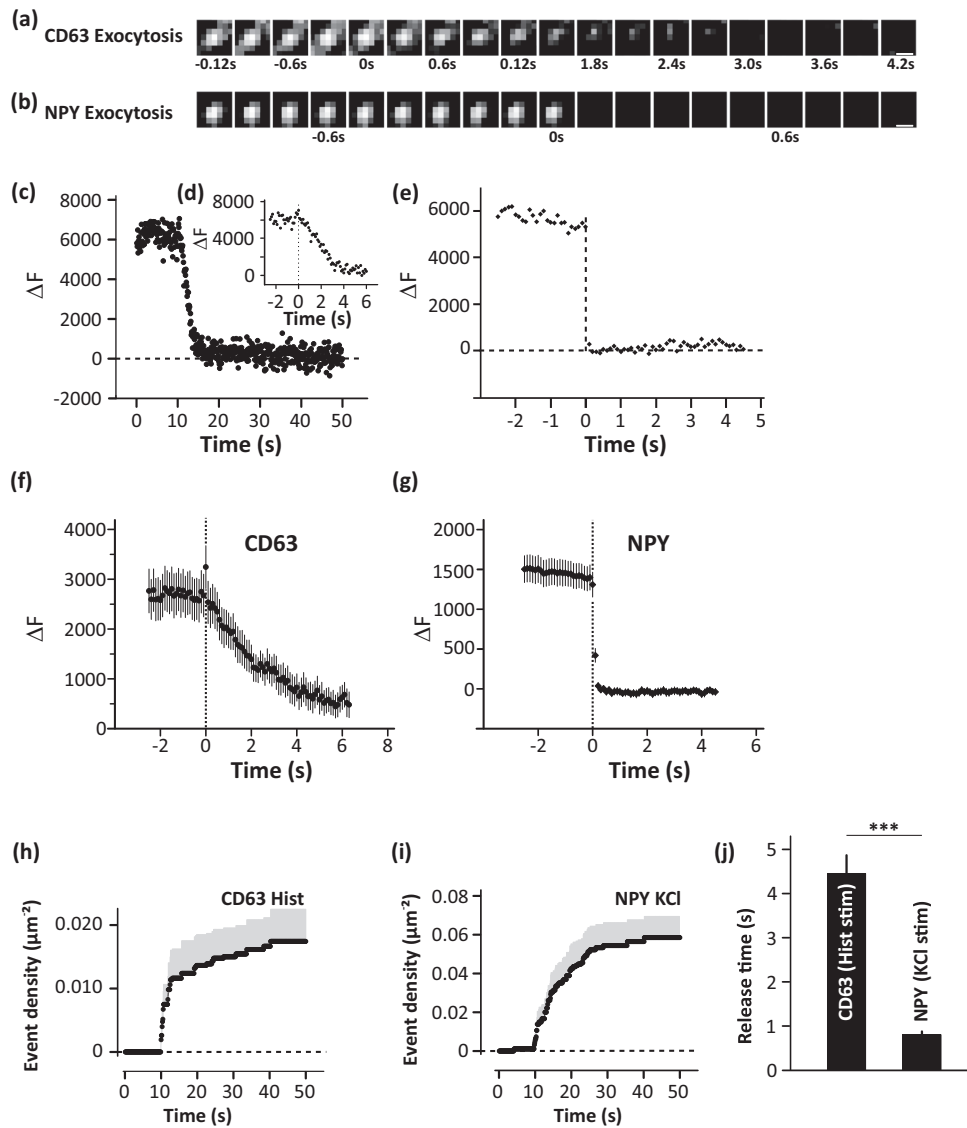 (a)
CD63 Exocytosis
-0.12s -0.6s 0s 0.6s 0.12s 1.8s 2.4s 3.0s 3.6s 4.2s
(b)
NPY Exocytosis
-0.6s 0s 0.6s
(c)
8000
6000
4000
2000
0
-2000
ΔF
0 10 20 30 40 50
Time (s)
(d)
8000
4000
0
ΔF
-2 0 2 4 6
Time (s)
(e)
6000
4000
2000
0
ΔF
-2 -1 0 1 2 3 4 5
Time (s)
(f)
CD63
4000
3000
2000
1000
0
ΔF
-2 0 2 4 6 8
Time (s)
(g)
NPY
2000
1500
1000
500
0
ΔF
-2 0 2 4 6
Time (s)
(h)
CD63 Hist
0.020
0.010
0
Event density (µm⁻²)
0 10 20 30 40 50
Time (s)
(i)
NPY KCl
0.08
0.06
0.04
0.02
0
Event density (µm⁻²)
0 10 20 30 40 50
Time (s)
(j)
***
5
4
3
2
1
0
Release time (s)
CD63 (Hist stim)
NPY (KCl stim)